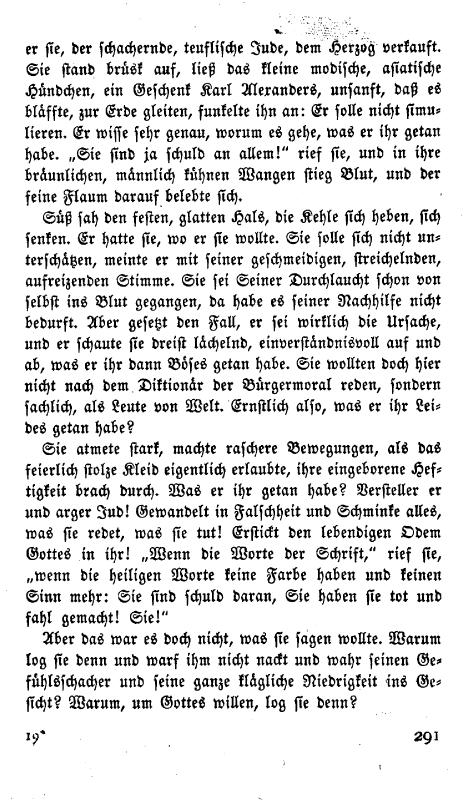 er sie, der schachernde, teuflische Jude, dem Herzog verkauft.
Sie stand brüsk auf, ließ das kleine modische, asiatische
Hündchen, ein Geschenk Karl Alexanders, unsanft, daß es
bläffte, zur Erde gleiten, funkelte ihn an: Er solle nicht simu-
lieren. Er wisse sehr genau, worum es gehe, was er ihr getan
habe. „Sie sind ja schuld an allem!“ rief sie, und in ihre
bräunlichen, männlich kühnen Wangen stieg Blut, und der
feine Flaum darauf belebte sich.
Süß sah den festen, glatten Hals, die Kehle sich heben, sich
senken. Er hatte sie, wo er sie wollte. Sie solle sich nicht un-
terschätzen, meinte er mit seiner geschmeidigen, streichelnden,
aufreizenden Stimme. Sie sei Seiner Durchlaucht schon von
selbst ins Blut gegangen, da habe es seiner Nachhilfe nicht
bedurft. Aber gesetzt den Fall, er sei wirklich die Ursache,
und er schaute sie dreist lächelnd, einverständnisvoll auf und
ab, was er ihr dann Böses getan habe. Sie wollten doch hier
nicht nach dem Diktionär der Bürgermoral reden, sondern
sachlich, als Leute von Welt. Ernstlich also, was er ihr Lei-
des getan habe?
Sie atmete stark, machte raschere Bewegungen, als das
feierlich stolze Kleid eigentlich erlaubte, ihre eingeborene Hef-
tigkeit brach durch. Was er ihr getan habe? Versteller er
und arger Jud! Gewandelt in Falschheit und Schminke alles,
was sie redet, was sie tut! Erstickt den lebendigen Odem
Gottes in ihr! „Wenn die Worte der Schrift,“ rief sie,
„wenn die heiligen Worte keine Farbe haben und keinen
Sinn mehr: Sie sind schuld daran, Sie haben sie tot und
fahl gemacht! Sie!“
Aber das war es doch nicht, was sie sagen wollte. Warum
log sie denn und warf ihm nicht nackt und wahr seinen Ge-
fühlsschacher und seine ganze klägliche Niedrigkeit ins Ge-
sicht? Warum, um Gottes willen, log sie denn?
19* 291